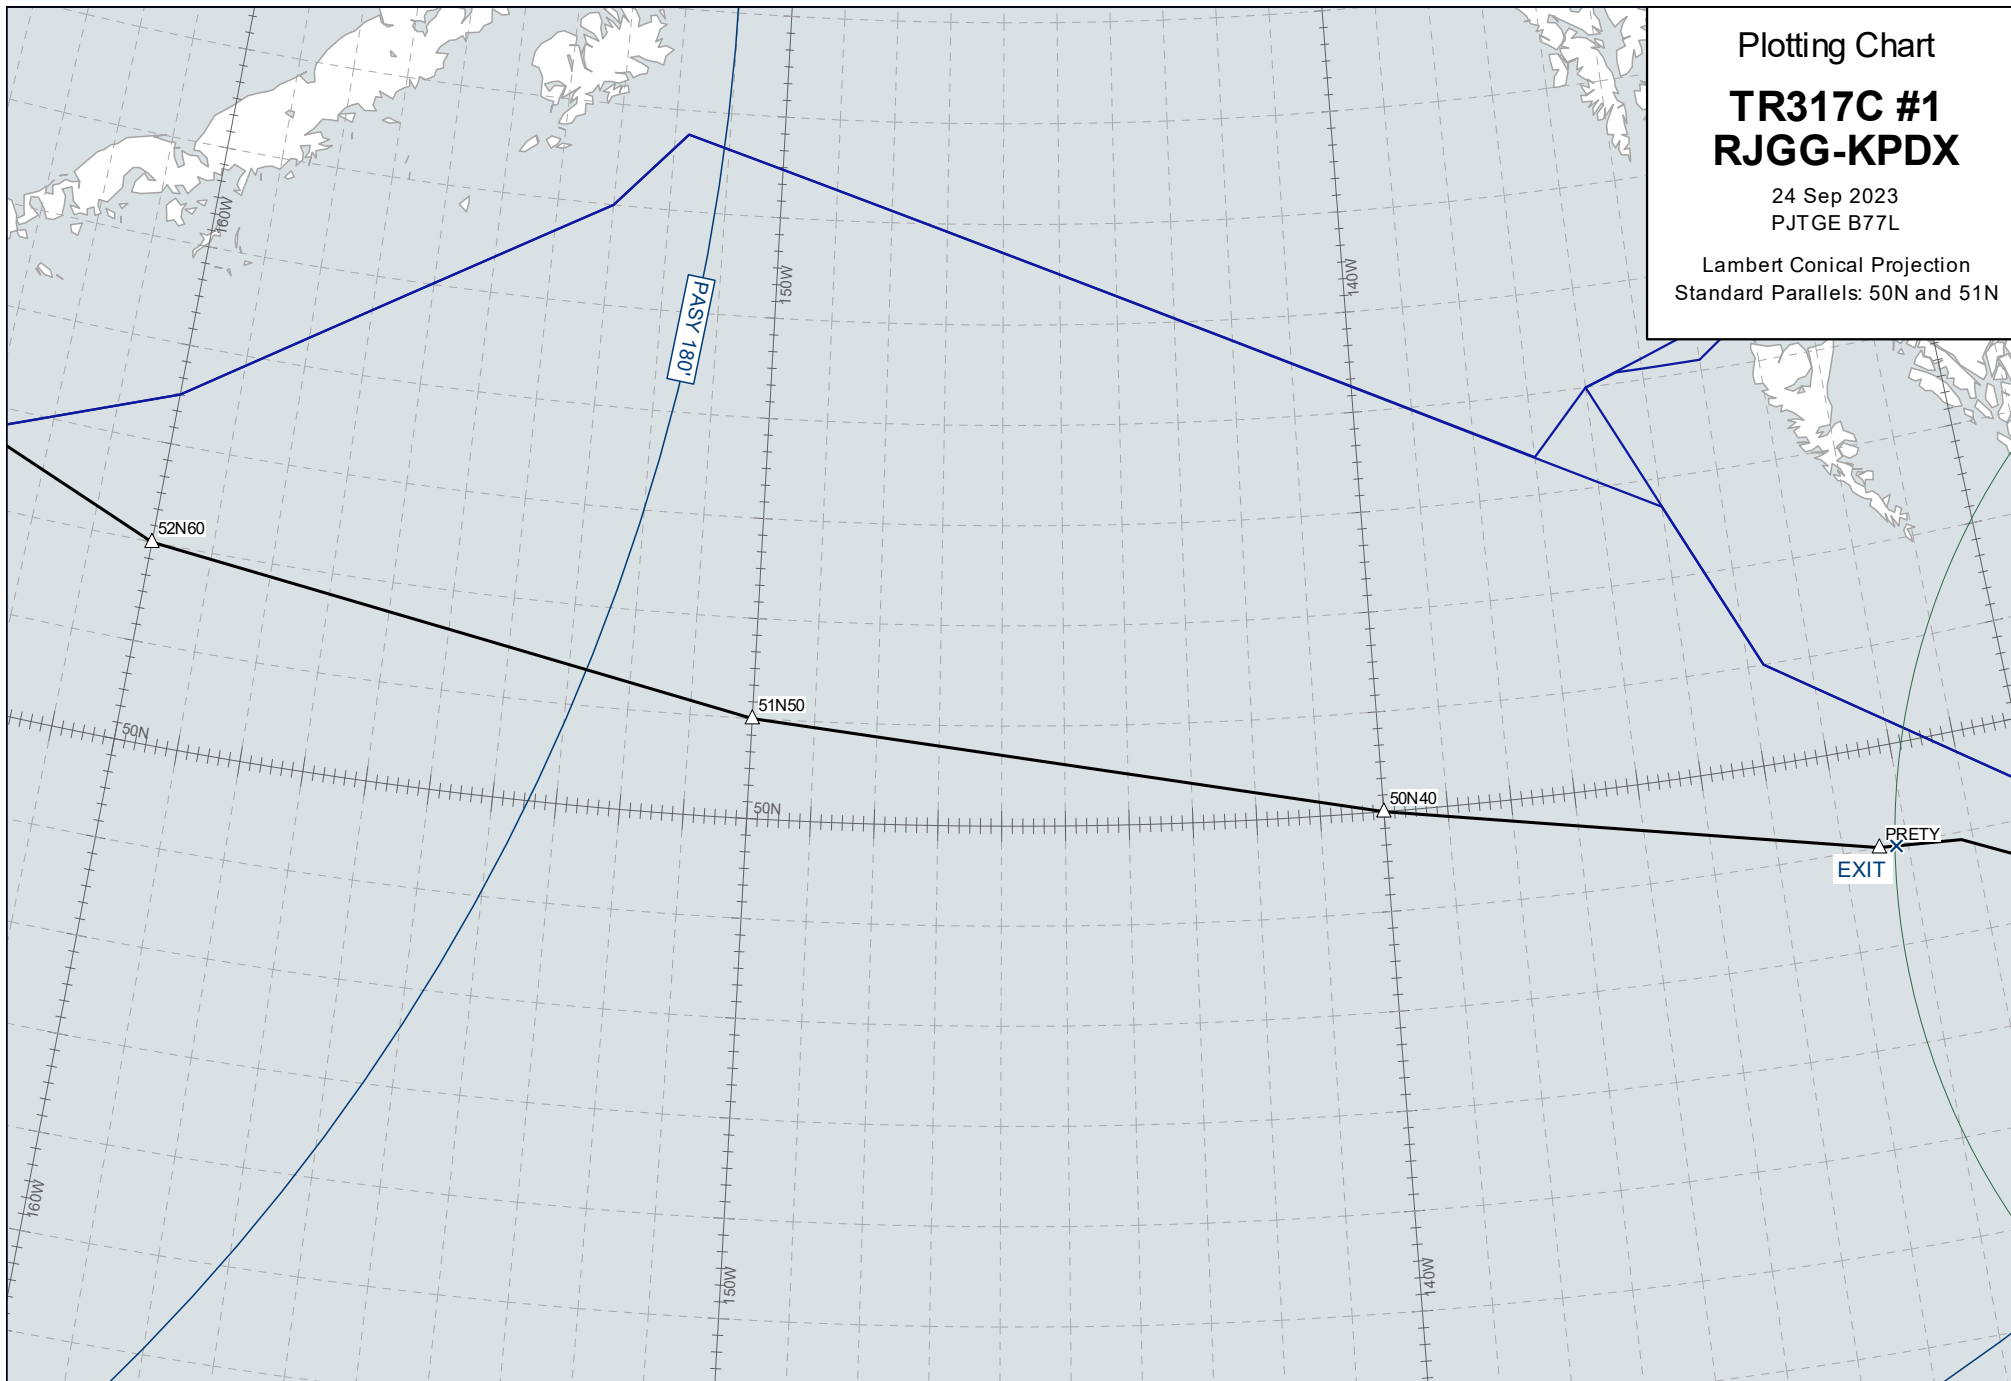 Plotting Chart
TR317C #1
RJGG-KPDX
24 Sep 2023
PJTGE B77L
Lambert Conical Projection
Standard Parallels: 50N and 51N
160W
150W
140W
PASY 180'
52N60
51N50
50N
50N
50N40
PRETY
EXIT
160W
150W
140W